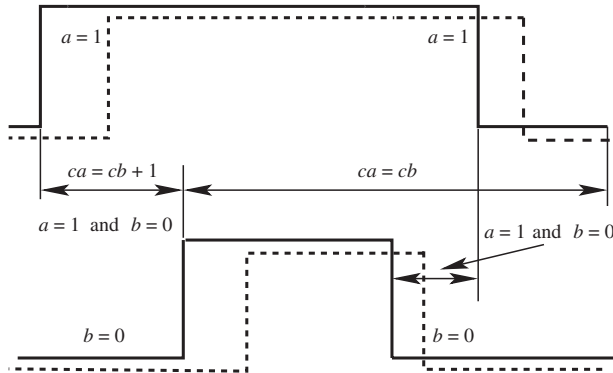 a = 1
a = 1
ca = cb + 1
ca = cb
a = 1 and b = 0
a = 1 and b = 0
b = 0
b = 0